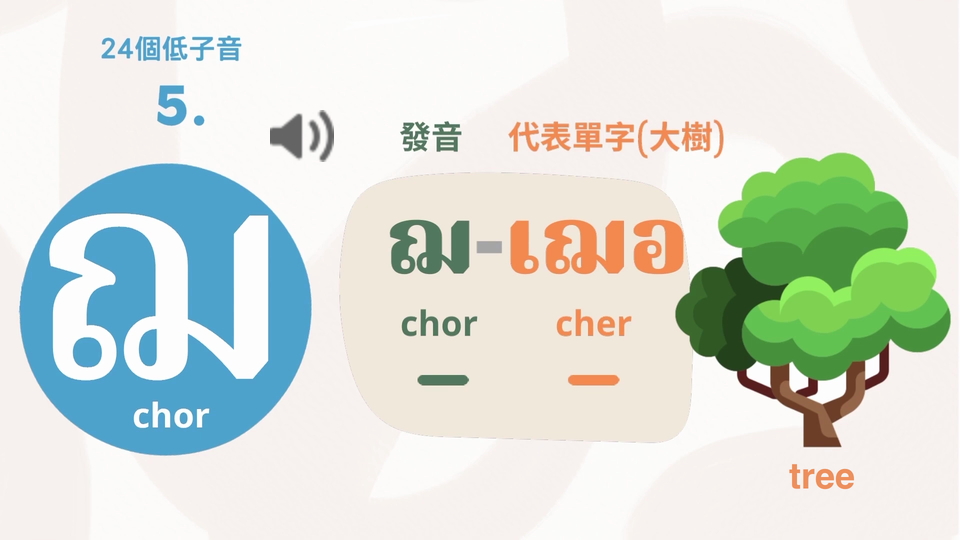 24個低子音
5.
發音 代表單字(大樹)
ฌ
chor
ฌ-เฌอ
chor cher
tree